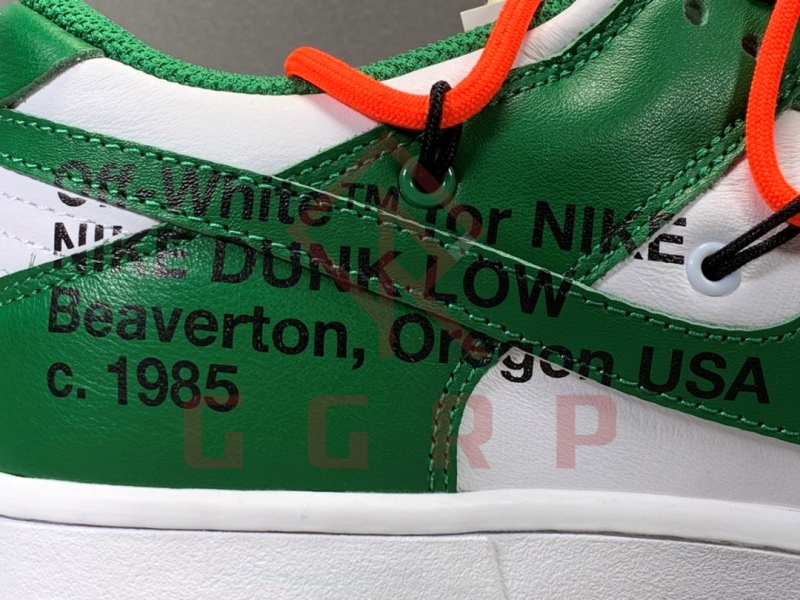 Off-White™ for NIKE
NIKE DUNK LOW
Beaverton, Oregon USA
c. 1985
GGRP